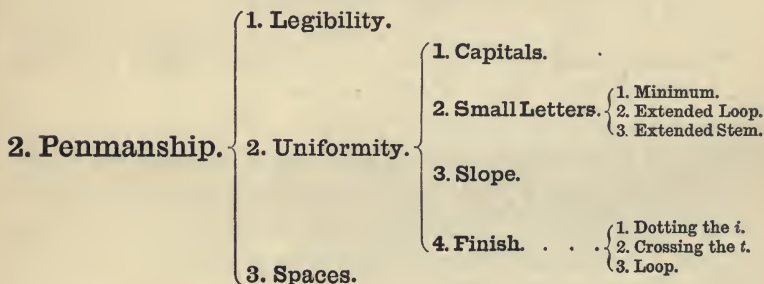 1. Legibility.
1. Capitals.
2. Small Letters.
1. Minimum.
2. Extended Loop.
3. Extended Stem.
2. Penmanship.
2. Uniformity.
3. Slope.
4. Finish. . . .
1. Dotting the i.
2. Crossing the t.
3. Loop.
3. Spaces.